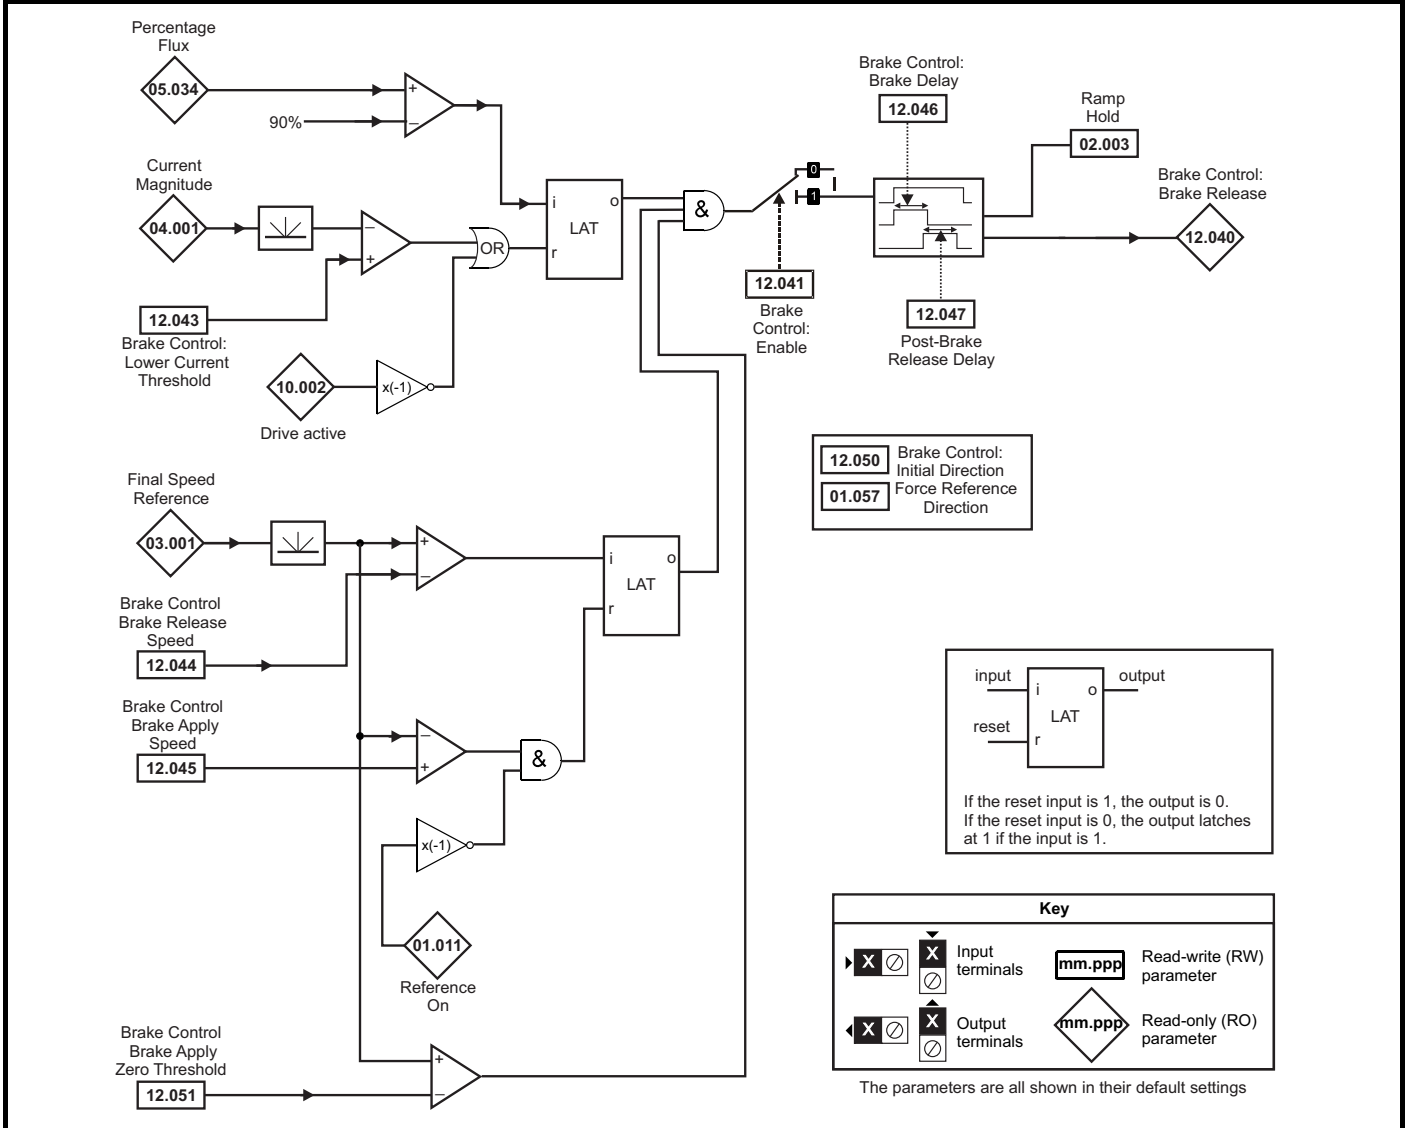 Percentage
Flux
05.034
+
90%
–
Current
Magnitude
04.001
–
+
12.043
Brake Control:
Lower Current
Threshold
10.002
x(-1)
Drive active
OR
i
o
LAT
r
&
0
1
12.041
Brake
Control:
Enable
Brake Control:
Brake Delay
12.046
12.047
Post-Brake
Release Delay
Ramp
Hold
02.003
Brake Control:
Brake Release
12.040
12.050
Brake Control:
Initial Direction
01.057
Force Reference
Direction
Final Speed
Reference
03.001
+
–
Brake Control
Brake Release
Speed
12.044
i
o
LAT
r
Brake Control
Brake Apply
Speed
12.045
–
+
&
x(-1)
01.011
Reference
On
Brake Control
Brake Apply
Zero Threshold
12.051
+
–
input
i
o
output
LAT
reset
r
If the reset input is 1, the output is 0.
If the reset input is 0, the output latches
at 1 if the input is 1.
Key
X
X
Input
terminals
mm.ppp
Read-write (RW)
parameter
X
X
Output
terminals
mm.ppp
Read-only (RO)
parameter
The parameters are all shown in their default settings